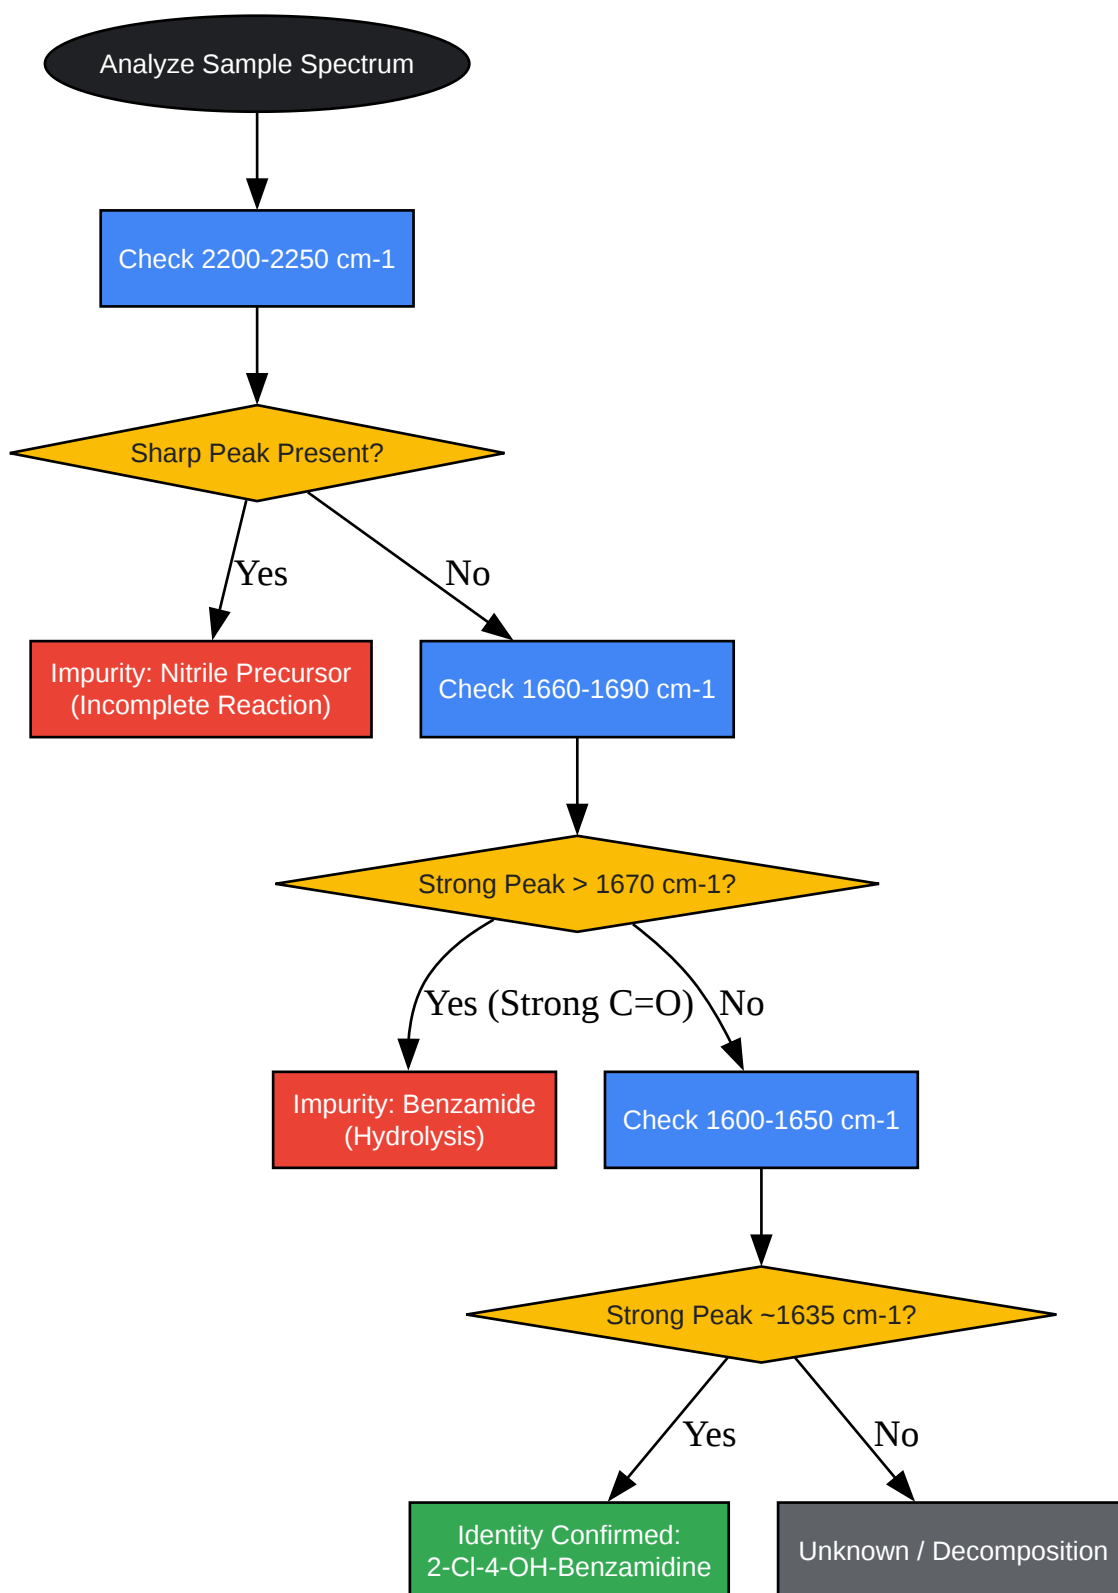 Analyze Sample Spectrum
Check 2200-2250 cm-1
Sharp Peak Present?
Yes
No
Impurity: Nitrile Precursor
(Incomplete Reaction)
Check 1660-1690 cm-1
Strong Peak > 1670 cm-1?
Yes (Strong C=O)
No
Impurity: Benzamide
(Hydrolysis)
Check 1600-1650 cm-1
Strong Peak ~1635 cm-1?
Yes
No
Identity Confirmed:
2-Cl-4-OH-Benzamidine
Unknown / Decomposition